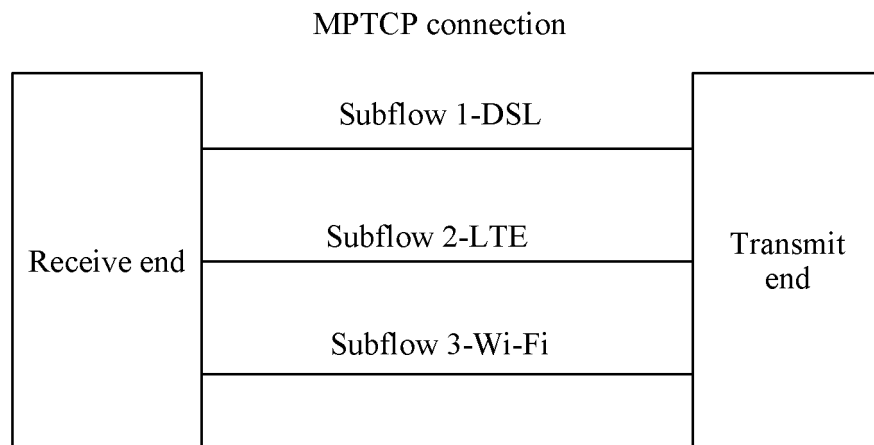 MPTCP connection
Subflow 1-DSL
Subflow 2-LTE
Receive end
Transmit
end
Subflow 3-Wi-Fi